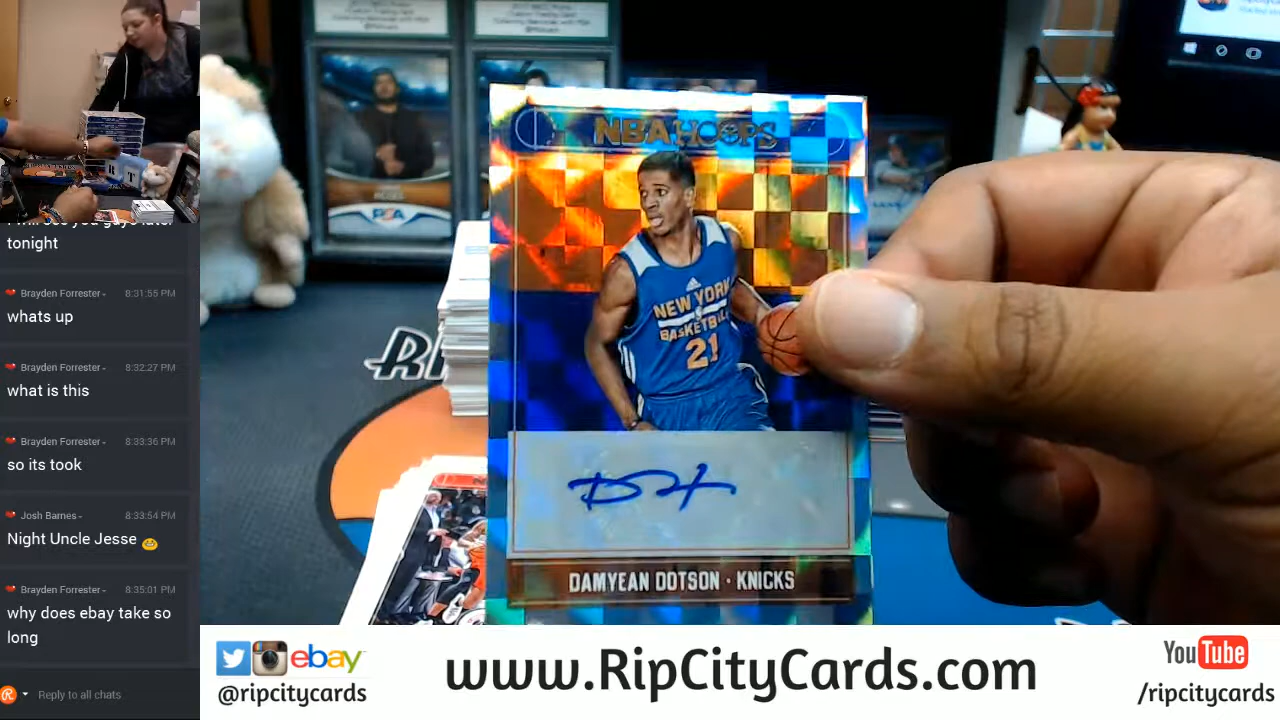 tonight
Brayden Forrester- 8:31:55 PM
whats up
Brayden Forrester- 8:32:27 PM
what is this
Brayden Forrester- 8:33:36 PM
so its took
Josh Barnes- 8:33:54 PM
Night Uncle Jesse
Brayden Forrester- 8:35:01 PM
why does ebay take so
long
Reply to all chats
NBA HOOPS
NEW YORK
BASKETBALL
21
DAMYEAN DOTSON · KNICKS
PSA
RI
ebay
@ripcitycards
www.RipCityCards.com
YouTube
/ripcitycards